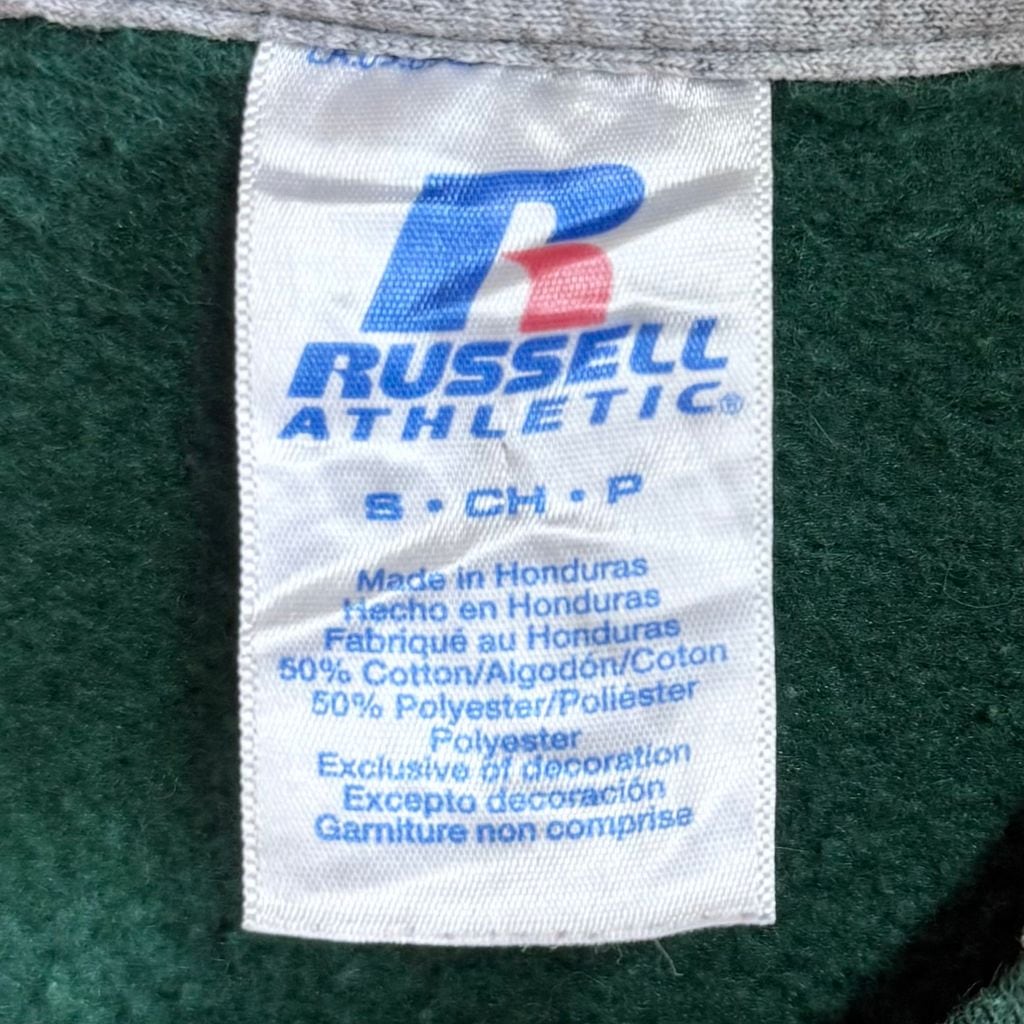 RUSSELL
ATHLETIC®
S • CH • P
Made in Honduras
Hecho en Honduras
Fabriqué au Honduras
50% Cotton/Algodón/Coton
50% Polyester/Poliéster
Polyester
Exclusive of decoration
Excepto decoración
Garniture non comprise